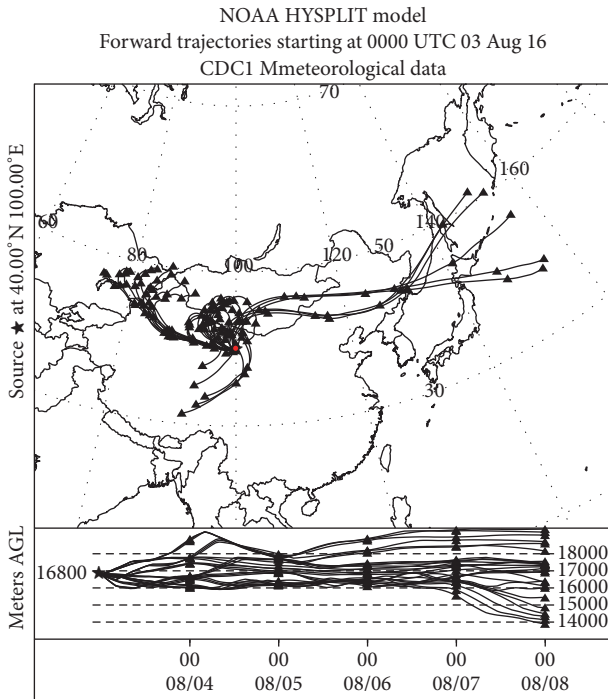 NOAA HYSPLIT model
Forward trajectories starting at 0000 UTC 03 Aug 16
CDC1 Mmeteorological data
Source ★ at 40.00°N 100.00°E
70
160
60
140
80
100
120
50
30
Meters AGL
16800
18000
17000
16000
15000
14000
00 00 00 00 00
08/04 08/05 08/06 08/07 08/08